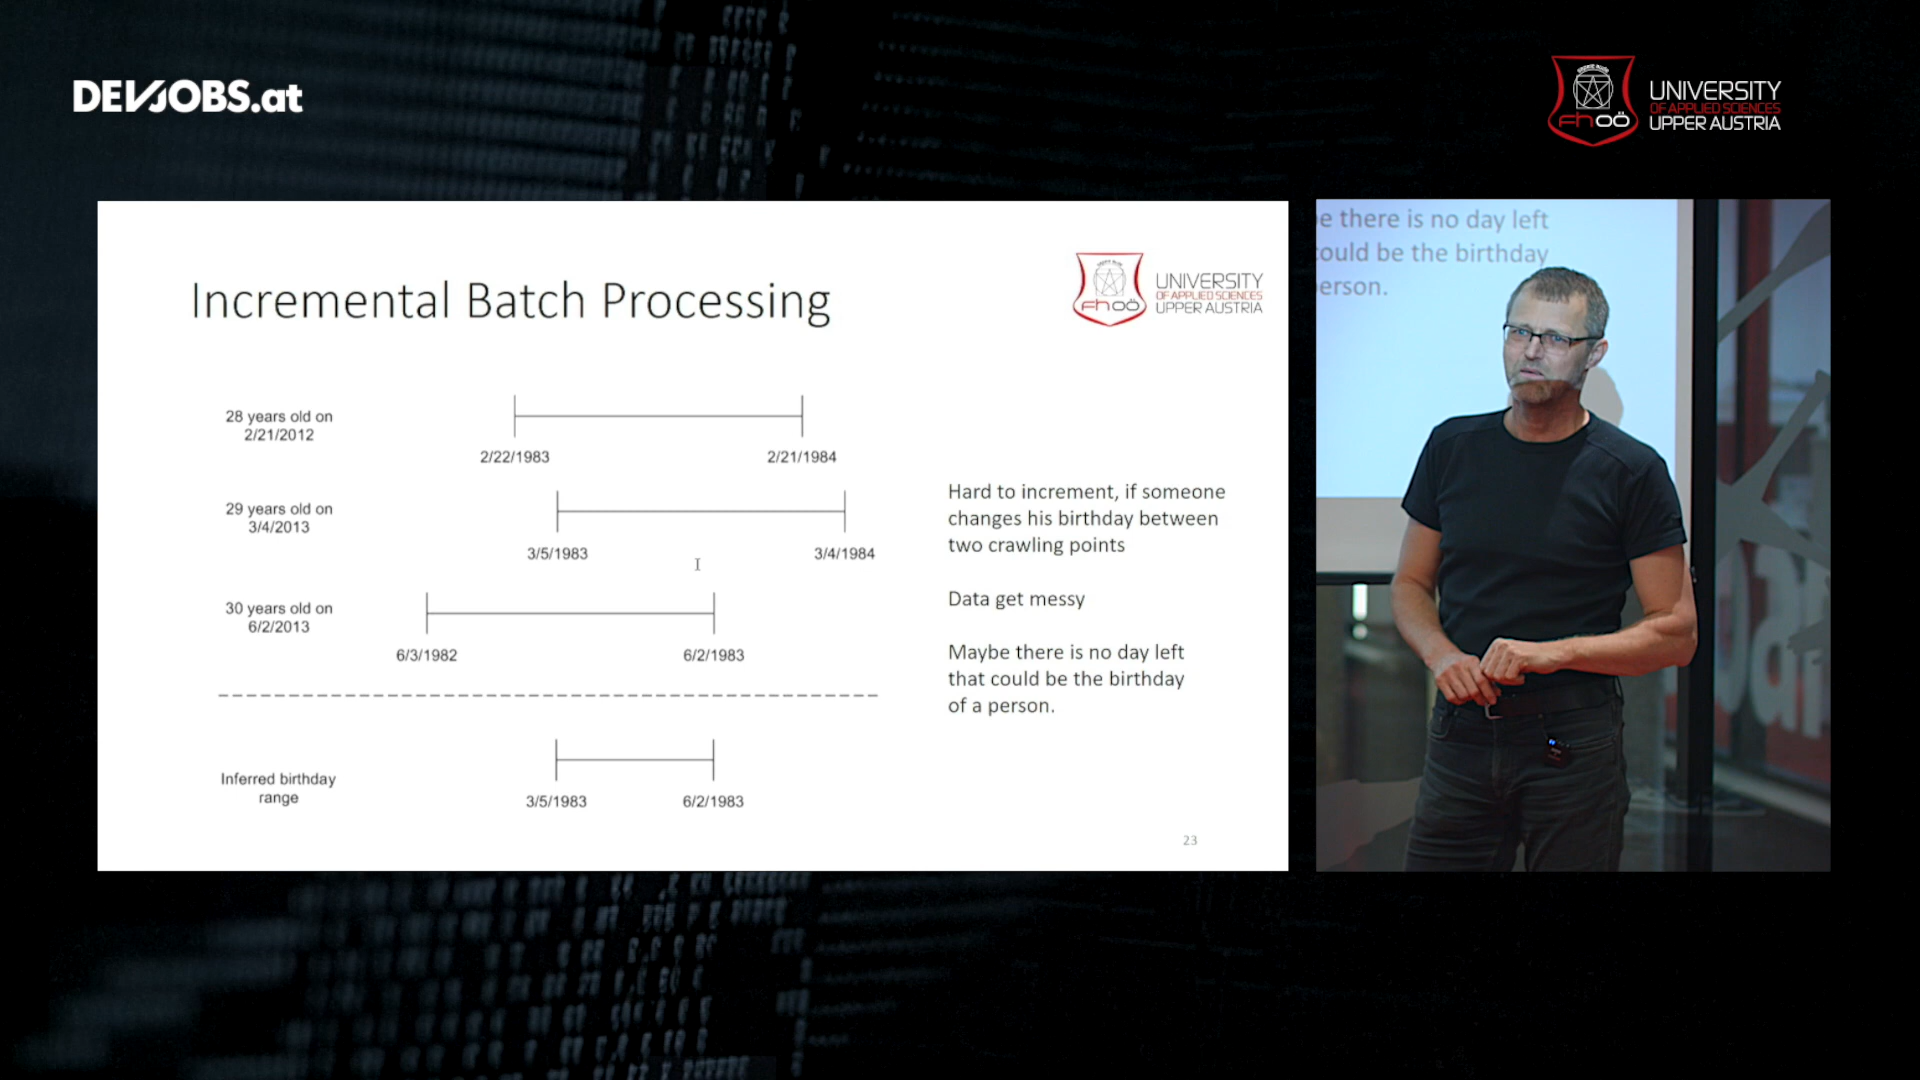 DEVJOBS.at
UNIVERSITY
OF APPLIED SCIENCES
UPPER AUSTRIA
fh oö
Incremental Batch Processing
UNIVERSITY
OF APPLIED SCIENCES
UPPER AUSTRIA
fh oö
28 years old on
2/21/2012
2/22/1983
2/21/1984
29 years old on
3/4/2013
3/5/1983
3/4/1984
30 years old on
6/2/2013
6/3/1982
6/2/1983
Inferred birthday
range
3/5/1983
6/2/1983
Hard to increment, if someone
changes his birthday between
two crawling points
Data get messy
Maybe there is no day left
that could be the birthday
of a person.
23
e there is no day left
could be the birthday
erson.